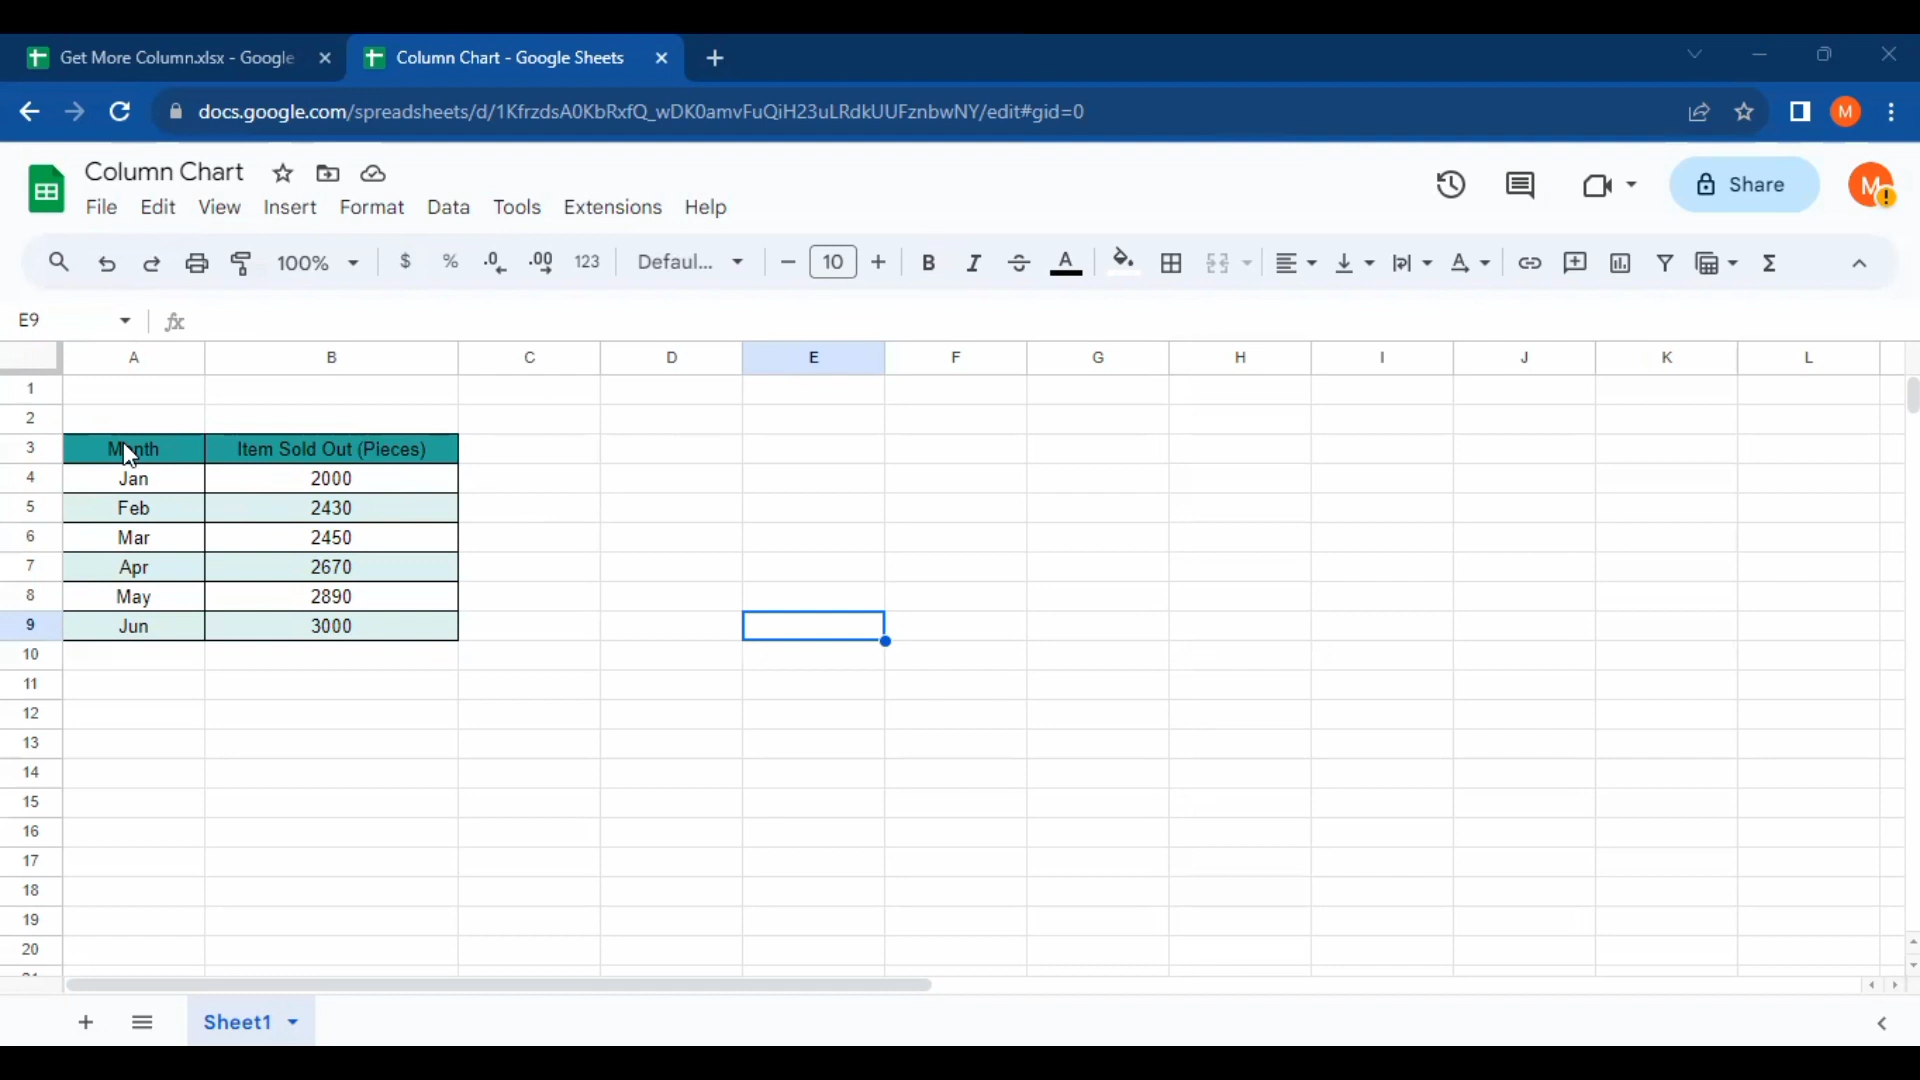 Get More Column.xlsx - Google
Column Chart - Google Sheets
docs.google.com/spreadsheets/d/1KfrzdsA0KbRxfQ_wDK0amvFuQiH23uLRdkUUFznbwNY/edit#gid=0
M
Column Chart
Share
M
File Edit View Insert Format Data Tools Extensions Help
100% $ % .0 .00 123 Defaul... 10 B I S A Σ
E9 fx
A B C D E F G H I J K L
1
2
3 Month Item Sold Out (Pieces)
4 Jan 2000
5 Feb 2430
6 Mar 2450
7 Apr 2670
8 May 2890
9 Jun 3000
10
11
12
13
14
15
16
17
18
19
20
Sheet1